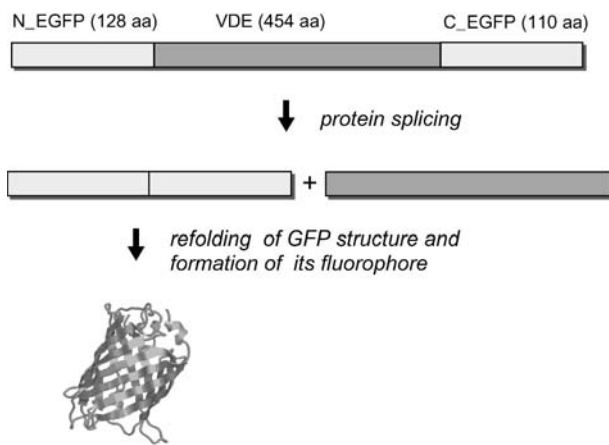 N_EGFP (128 aa) VDE (454 aa) C_EGFP (110 aa)
protein splicing
+
refolding of GFP structure and
formation of its fluorophore